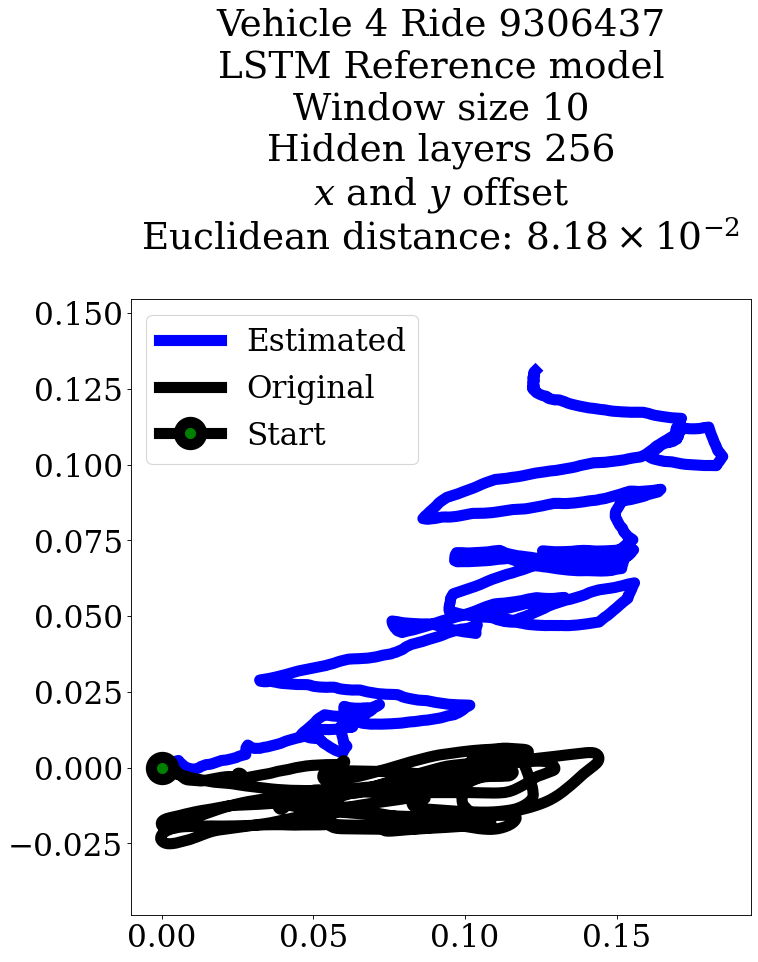 Vehicle 4 Ride 9306437
LSTM Reference model
Window size 10
Hidden layers 256
x and y offset
Euclidean distance: 8.18 × 10⁻²
0.150
0.125
0.100
0.075
0.050
0.025
0.000
−0.025
Estimated
Original
Start
0.00 0.05 0.10 0.15